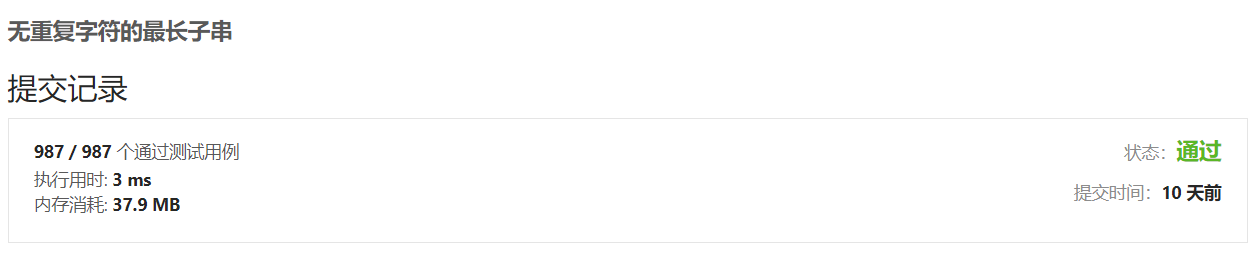 无重复字符的最长子串
提交记录
987 / 987 个通过测试用例
状态：通过
执行用时: 3 ms
提交时间：10 天前
内存消耗: 37.9 MB